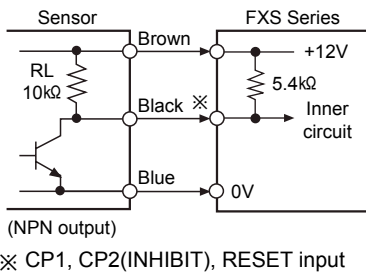 Sensor
FXS Series
Brown
+12V
RL
10kΩ
5.4kΩ
Black ※
Inner
circuit
Blue
0V
(NPN output)
※ CP1, CP2(INHIBIT), RESET input